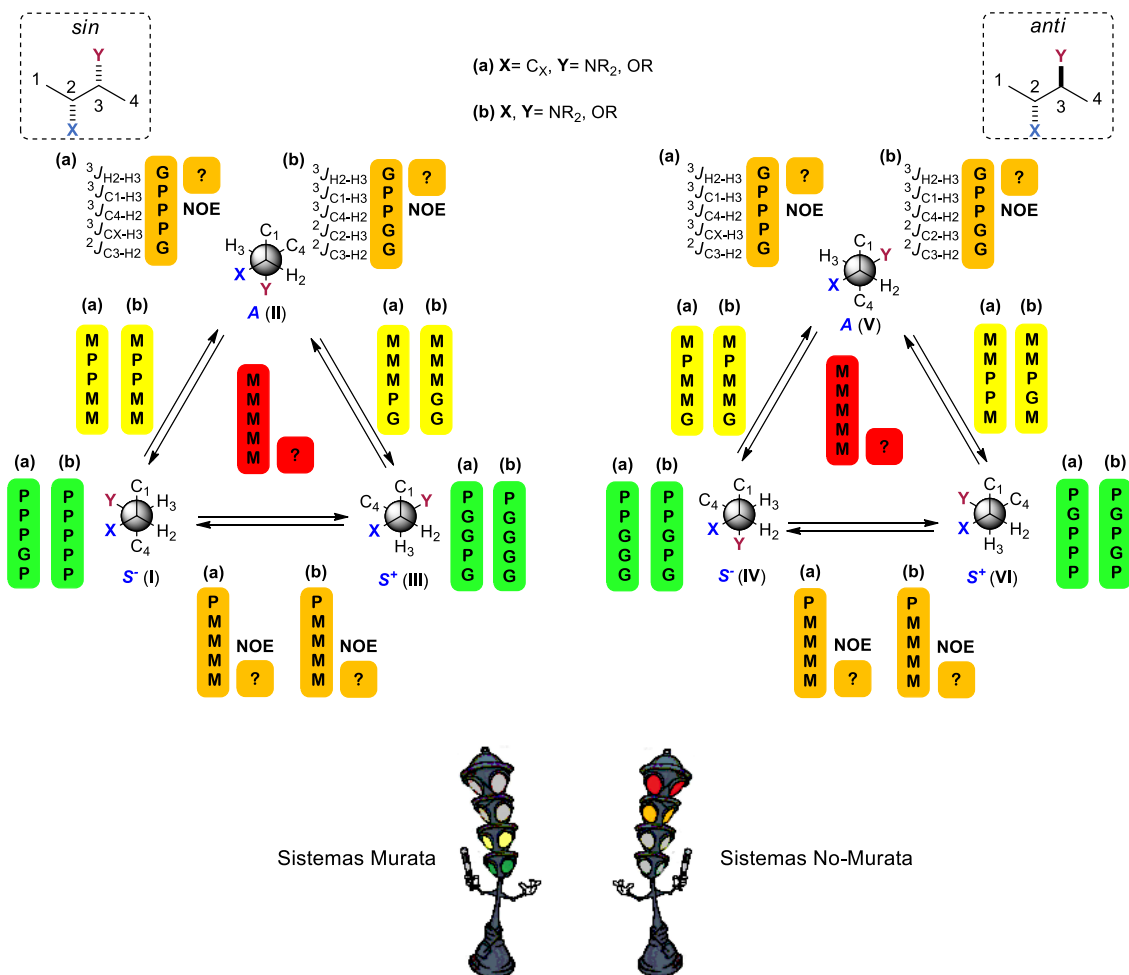 sin
Y
1
2
3
4
X
(a) X= CX, Y= NR2, OR
(b) X, Y= NR2, OR
anti
Y
1
2
3
4
X
(a)
3JH2-H3
3JC1-H3
3JC4-H2
3JCX-H3
2JC3-H2
G
P
P
P
G
?
NOE
(b)
3JH2-H3
3JC1-H3
3JC4-H2
2JC2-H3
2JC3-H2
G
P
P
G
G
?
NOE
C1
H3
C4
X
H2
Y
A (II)
(a)
3JH2-H3
3JC1-H3
3JC4-H2
3JCX-H3
2JC3-H2
G
P
P
P
G
?
NOE
(b)
3JH2-H3
3JC1-H3
3JC4-H2
2JC2-H3
2JC3-H2
G
P
P
G
G
?
NOE
C1
Y
H3
X
H2
C4
A (V)
(a) (b)
M M
P P
P P
M M
M M
M
M
M
M
M
?
(a) (b)
M M
M M
M M
P G
G G
(a) (b)
M M
P P
M M
M M
G G
M
M
M
M
M
?
(a) (b)
M M
M M
P P
P G
M M
(a) (b)
P P
P P
P P
G P
P P
C1
Y
H3
X
H2
C4
S- (I)
C1
C4
Y
X
H2
H3
S+ (III)
(a) (b)
P P
G G
G G
P G
G G
(a) (b)
P P
P P
G G
G P
G G
C1
C4
H3
X
H2
Y
S- (IV)
C1
Y
C4
X
H2
H3
S+ (VI)
(a) (b)
P P
G G
P P
P G
P P
(a)
P
M
M
M
M
NOE
?
(b)
P
M
M
M
M
NOE
?
(a)
P
M
M
M
M
NOE
?
(b)
P
M
M
M
M
NOE
?
Sistemas Murata
Sistemas No-Murata